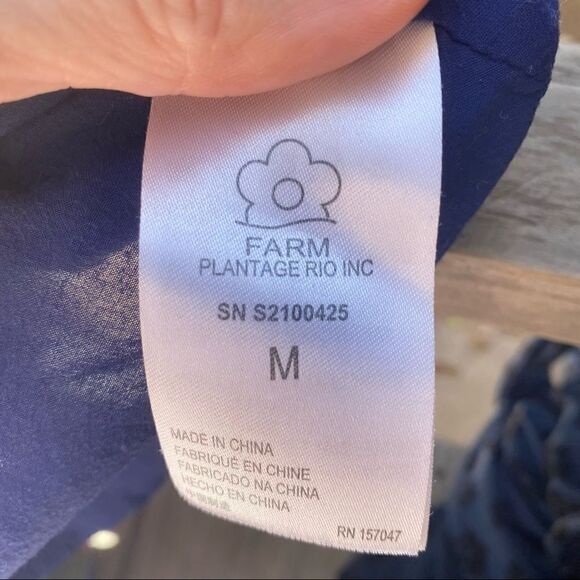 FARM
PLANTAGE RIO INC
SN S2100425
M
MADE IN CHINA
FABRIQUÉ EN CHINE
FABRICADO NA CHINA
HECHO EN CHINA
中国制造
RN 157047